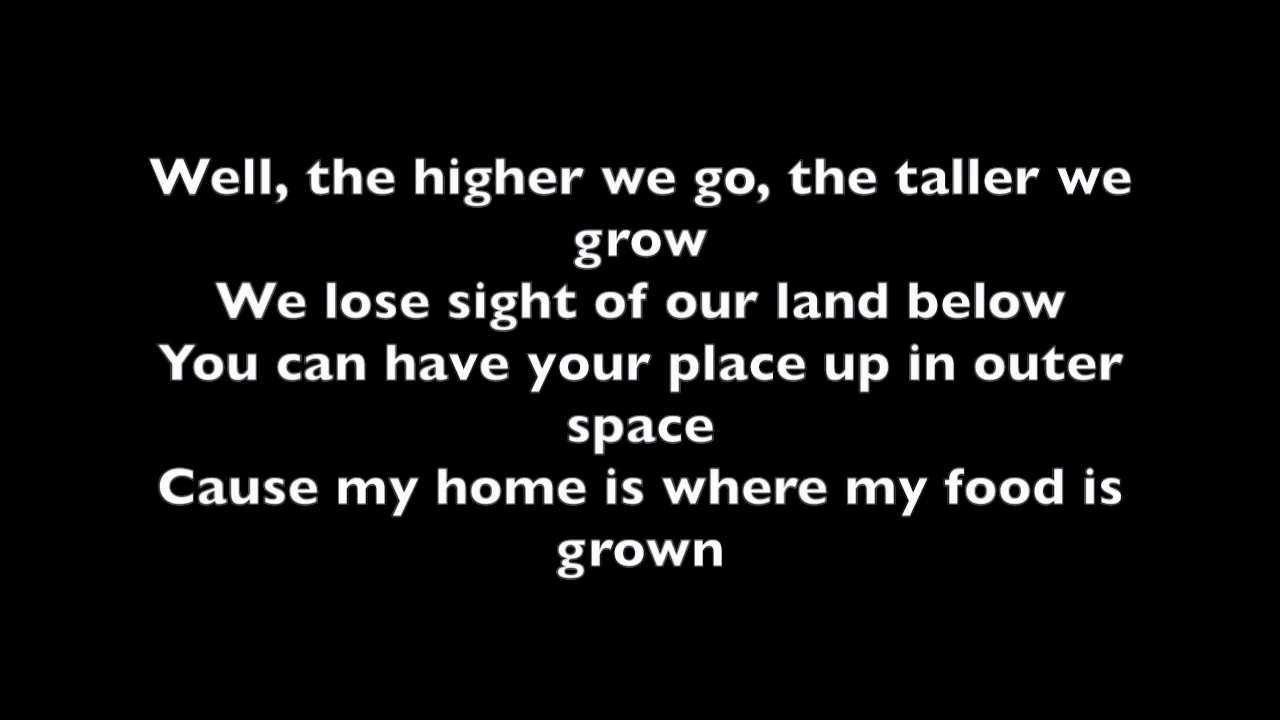 Well, the higher we go, the taller we
grow
We lose sight of our land below
You can have your place up in outer
space
Cause my home is where my food is
grown